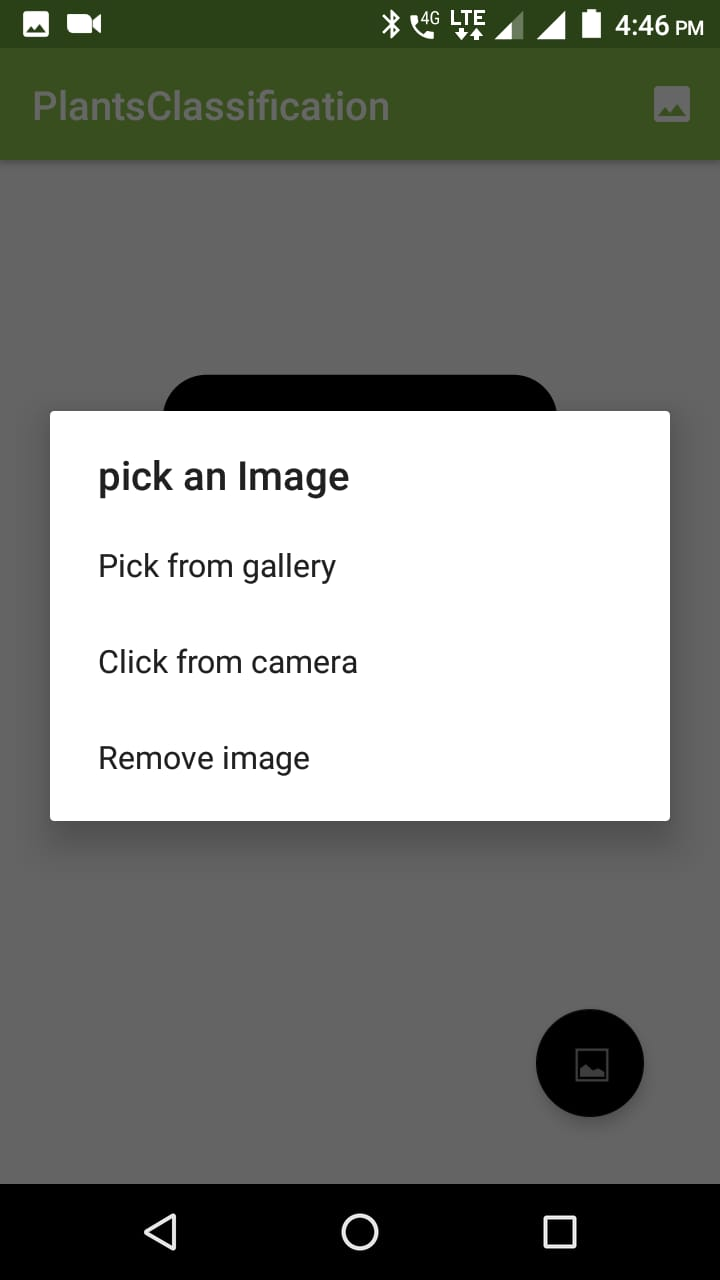 4G LTE 4:46 PM
PlantsClassification
pick an Image
Pick from gallery
Click from camera
Remove image